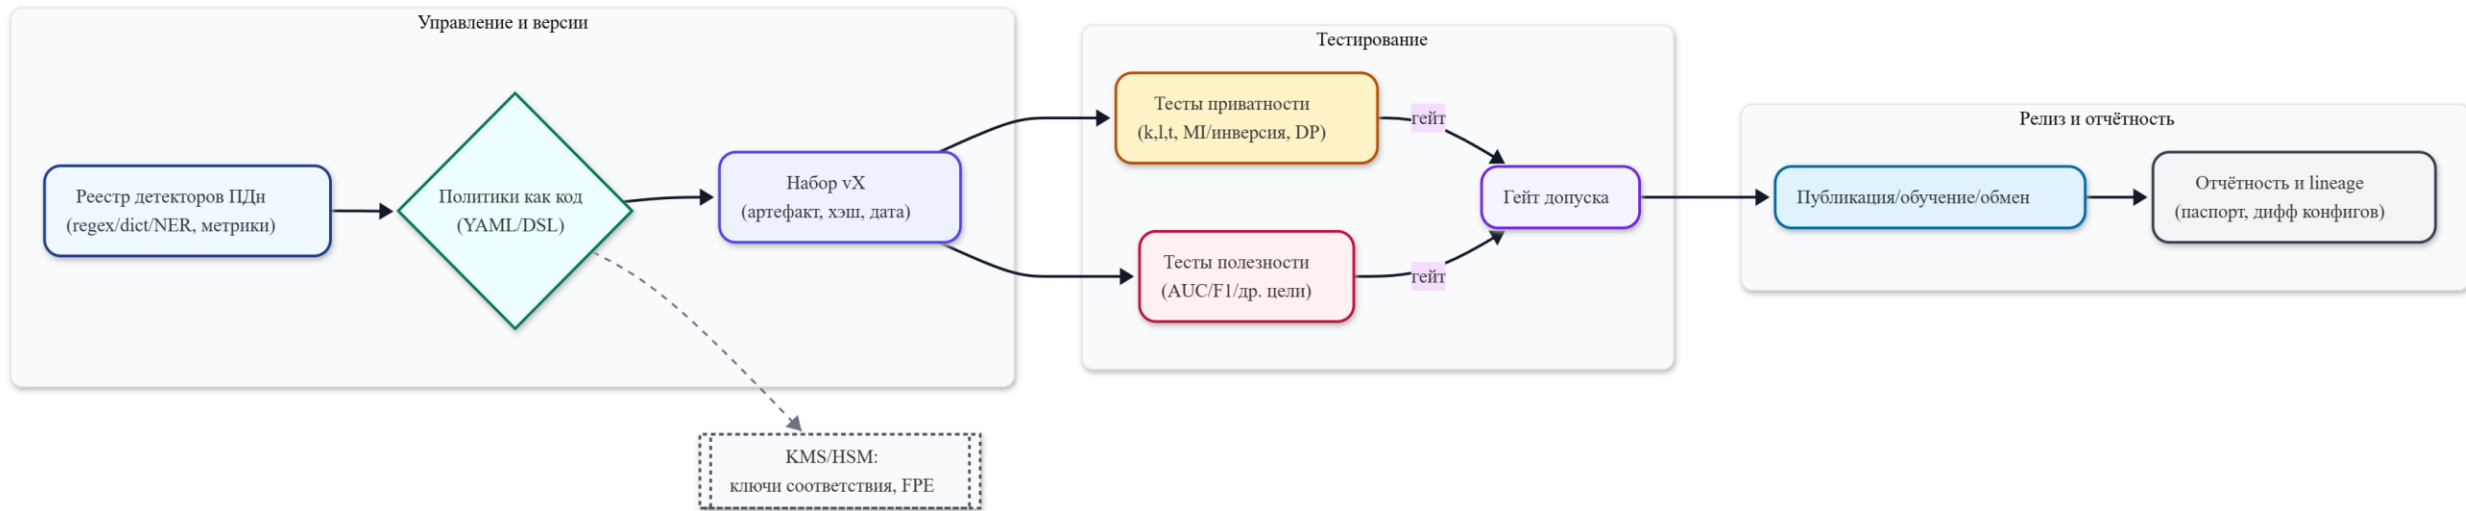 Управление и версии
Реестр детекторов ПДн
(regex/dict/NER, метрики)
Политики как код
(YAML/DSL)
Набор vX
(артефакт, хэш, дата)
KMS/HSM:
ключи соответствия, FPE
Тестирование
Тесты приватности
(k,l,t, MI/инверсия, DP)
гейт
Тесты полезности
(AUC/F1/др. цели)
гейт
Гейт допуска
Релиз и отчётность
Публикация/обучение/обмен
Отчётность и lineage
(паспорт, дифф конфигов)